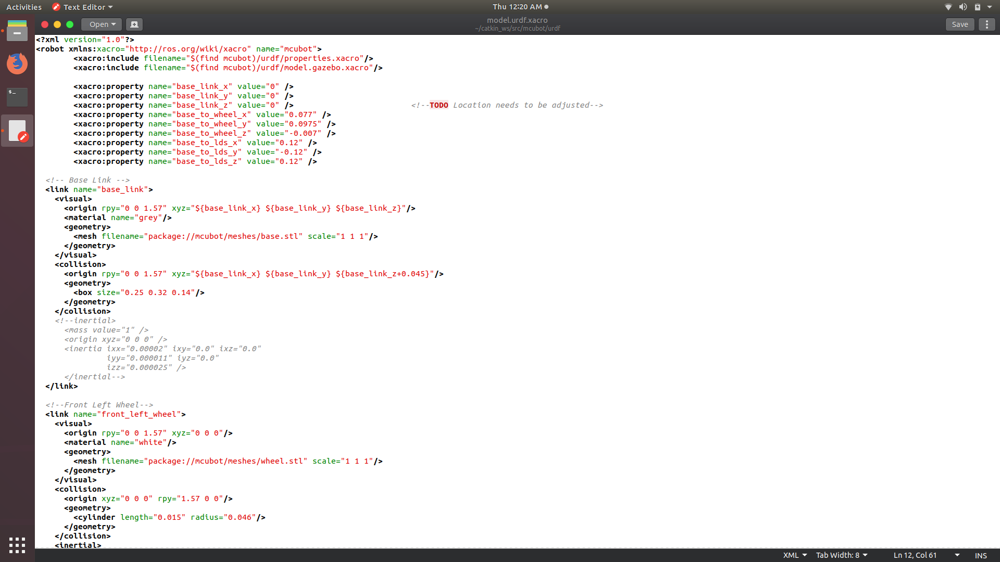 Activities Text Editor Thu 12:20 AM
Open model.urdf.xacro Save
~/catkin_ws/src/mcubot/urdf
$_
<?xml version="1.0"?>
<robot xmlns:xacro="http://ros.org/wiki/xacro" name="mcubot">
<xacro:include filename="$(find mcubot)/urdf/properties.xacro"/>
<xacro:include filename="$(find mcubot)/urdf/model.gazebo.xacro"/>
<xacro:property name="base_link_x" value="0" />
<xacro:property name="base_link_y" value="0" />
<xacro:property name="base_link_z" value="0" /> <!--TODO Location needs to be adjusted-->
<xacro:property name="base_to_wheel_x" value="0.077" />
<xacro:property name="base_to_wheel_y" value="0.0975" />
<xacro:property name="base_to_wheel_z" value="-0.007" />
<xacro:property name="base_to_lds_x" value="0.12" />
<xacro:property name="base_to_lds_y" value="-0.12" />
<xacro:property name="base_to_lds_z" value="0.12" />
<!-- Base Link -->
<link name="base_link">
<visual>
<origin rpy="0 0 1.57" xyz="${base_link_x} ${base_link_y} ${base_link_z}"/>
<material name="grey"/>
<geometry>
<mesh filename="package://mcubot/meshes/base.stl" scale="1 1 1"/>
</geometry>
</visual>
<collision>
<origin rpy="0 0 1.57" xyz="${base_link_x} ${base_link_y} ${base_link_z+0.045}"/>
<geometry>
<box size="0.25 0.32 0.14"/>
</geometry>
</collision>
<!--inertial>
<mass value="1" />
<origin xyz="0 0 0" />
<inertia ixx="0.00002" ixy="0.0" ixz="0.0"
iyy="0.000011" iyz="0.0"
izz="0.000025" />
</inertial-->
</link>
<!--Front Left Wheel-->
<link name="front_left_wheel">
<visual>
<origin rpy="0 0 1.57" xyz="0 0 0"/>
<material name="white"/>
<geometry>
<mesh filename="package://mcubot/meshes/wheel.stl" scale="1 1 1"/>
</geometry>
</visual>
<collision>
<origin xyz="0 0 0" rpy="1.57 0 0"/>
<geometry>
<cylinder length="0.015" radius="0.046"/>
</geometry>
</collision>
<inertial>
XML Tab Width: 8 Ln 12, Col 61 INS